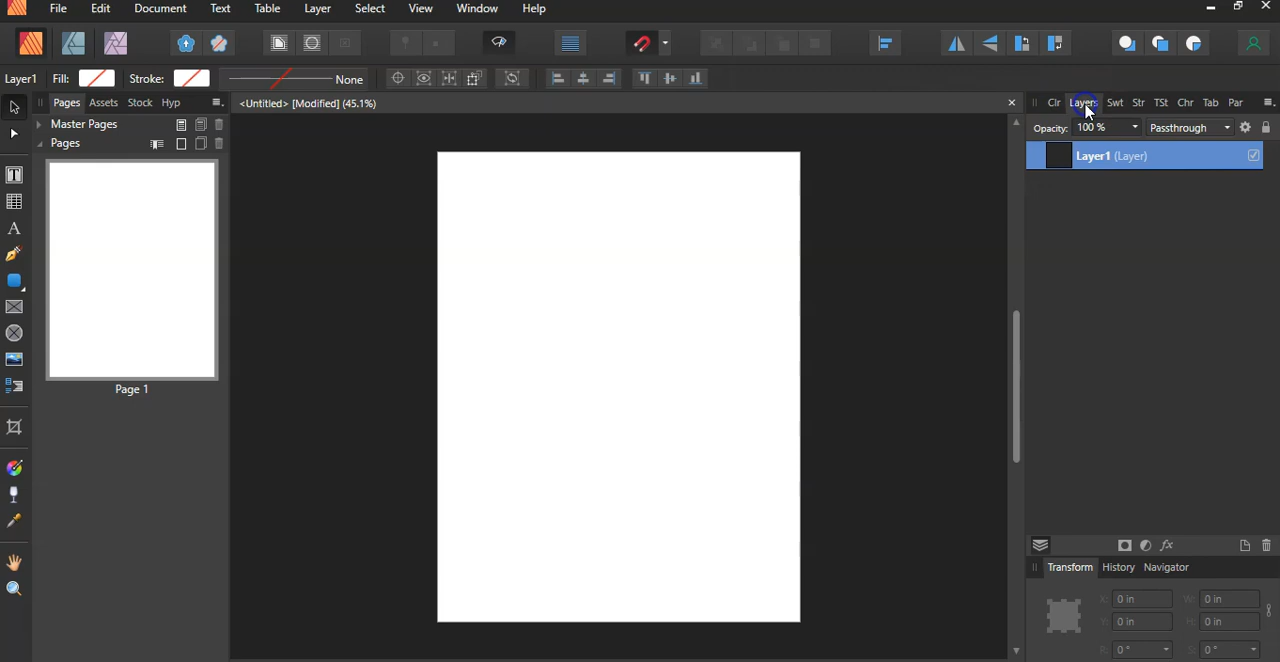 File Edit Document Text Table Layer Select View Window Help
Layer1 Fill: Stroke: None
Pages Assets Stock Hyp
<Untitled> [Modified] (45.1%)
Clr Layers Swt Str TSt Chr Tab Par
Master Pages
Pages
Opacity: 100 % Passthrough
Layer1 (Layer)
Page 1
Transform History Navigator
X: 0 in W: 0 in
Y: 0 in H: 0 in
R: 0 ° S: 0 °